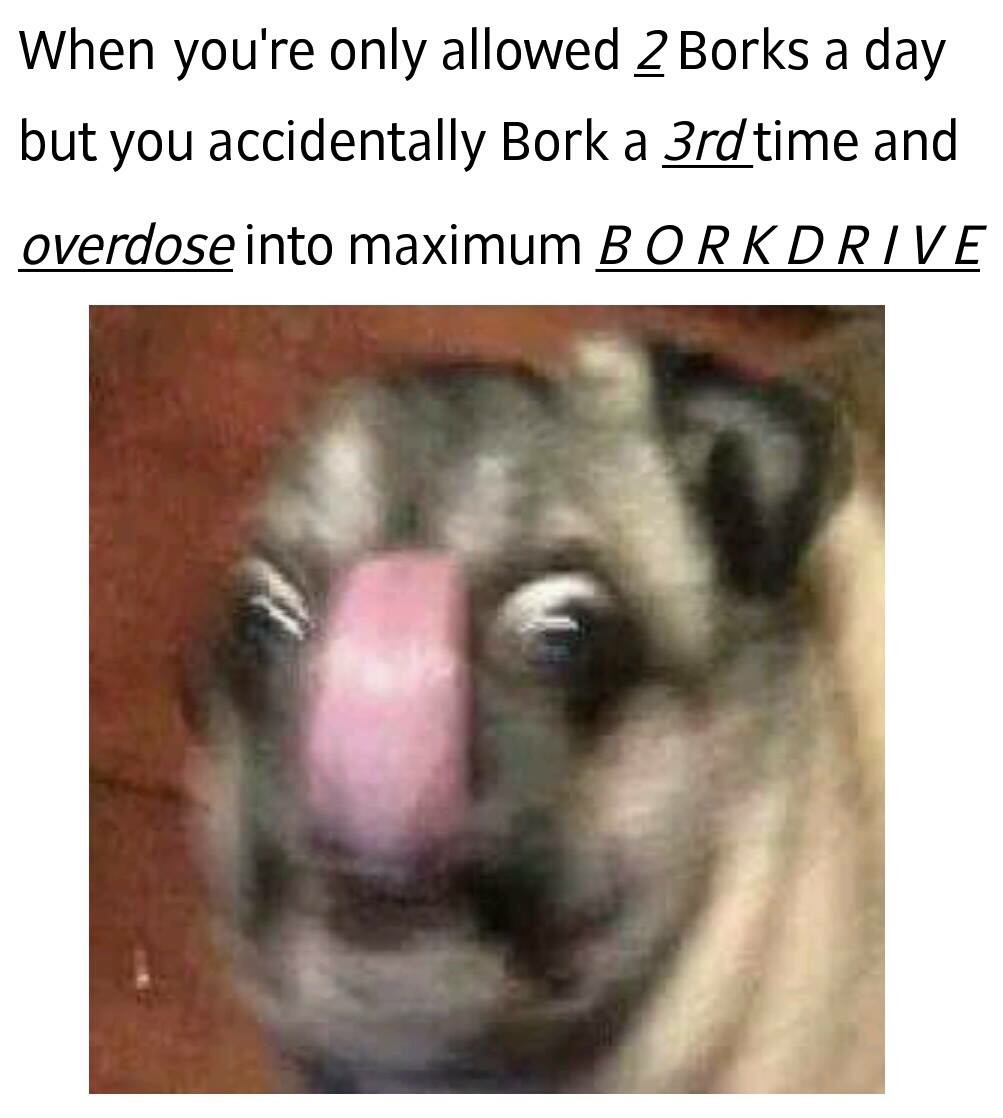 When you're only allowed 2 Borks a day
but you accidentally Bork a 3rd time and
overdose into maximum B O R K D R I V E